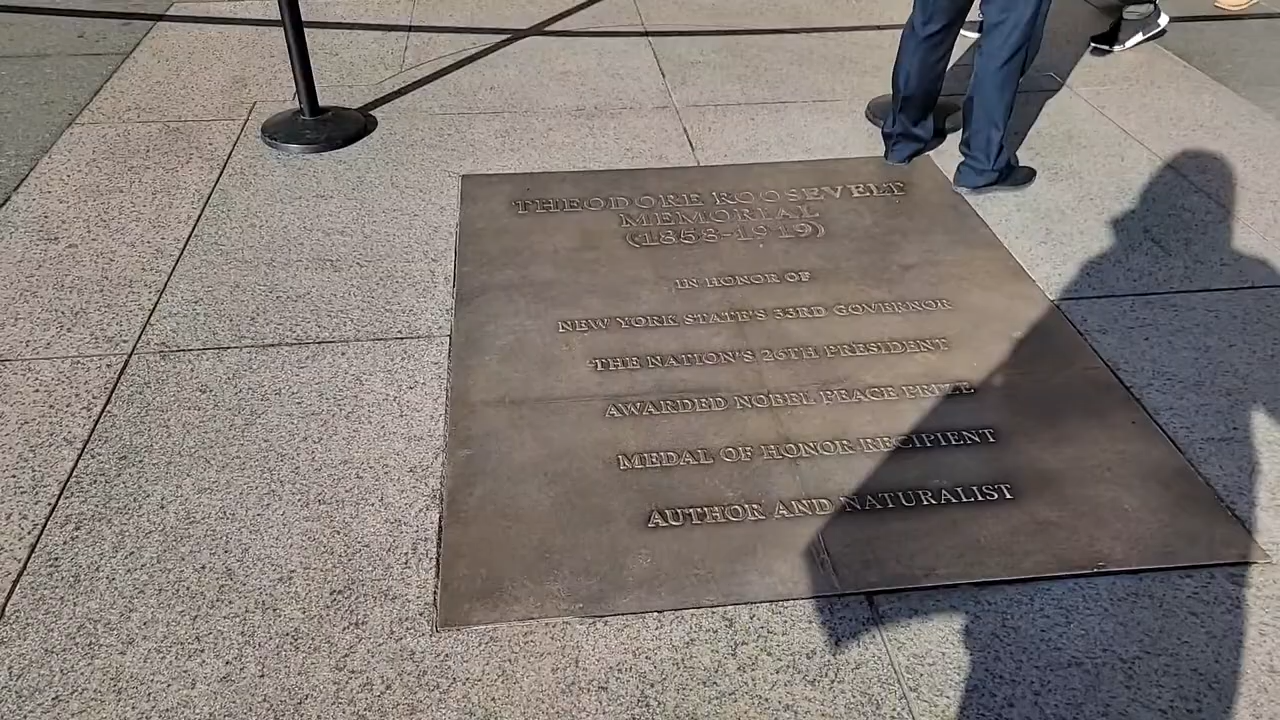 THEODORE ROOSEVELT
MEMORIAL
(1858-1919)
IN HONOR OF
NEW YORK STATE'S 33RD GOVERNOR
THE NATION'S 26TH PRESIDENT
AWARDED NOBEL PEACE PRIZE
MEDAL OF HONOR RECIPIENT
AUTHOR AND NATURALIST